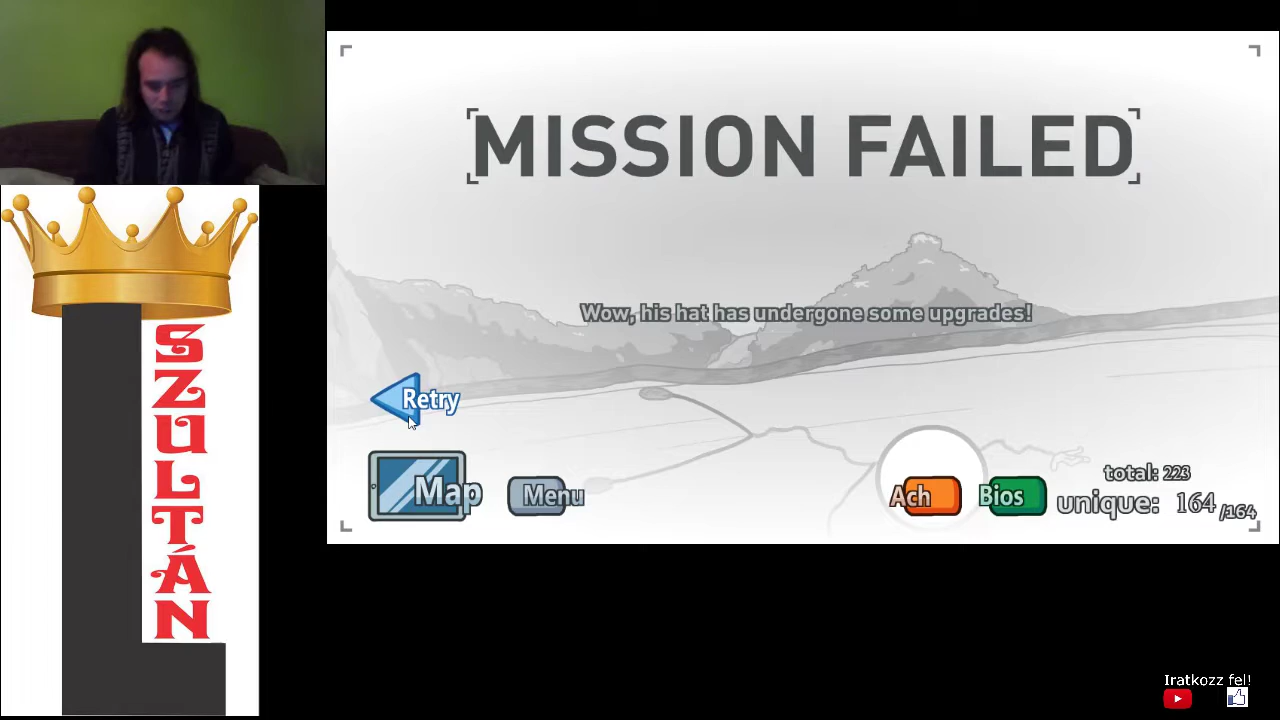 MISSION FAILED
Wow, his hat has undergone some upgrades!
Retry
Map
Menu
Ach
Bios
total: 223
unique: 164/164
L
SZULTÁN
Iratkozz fel!